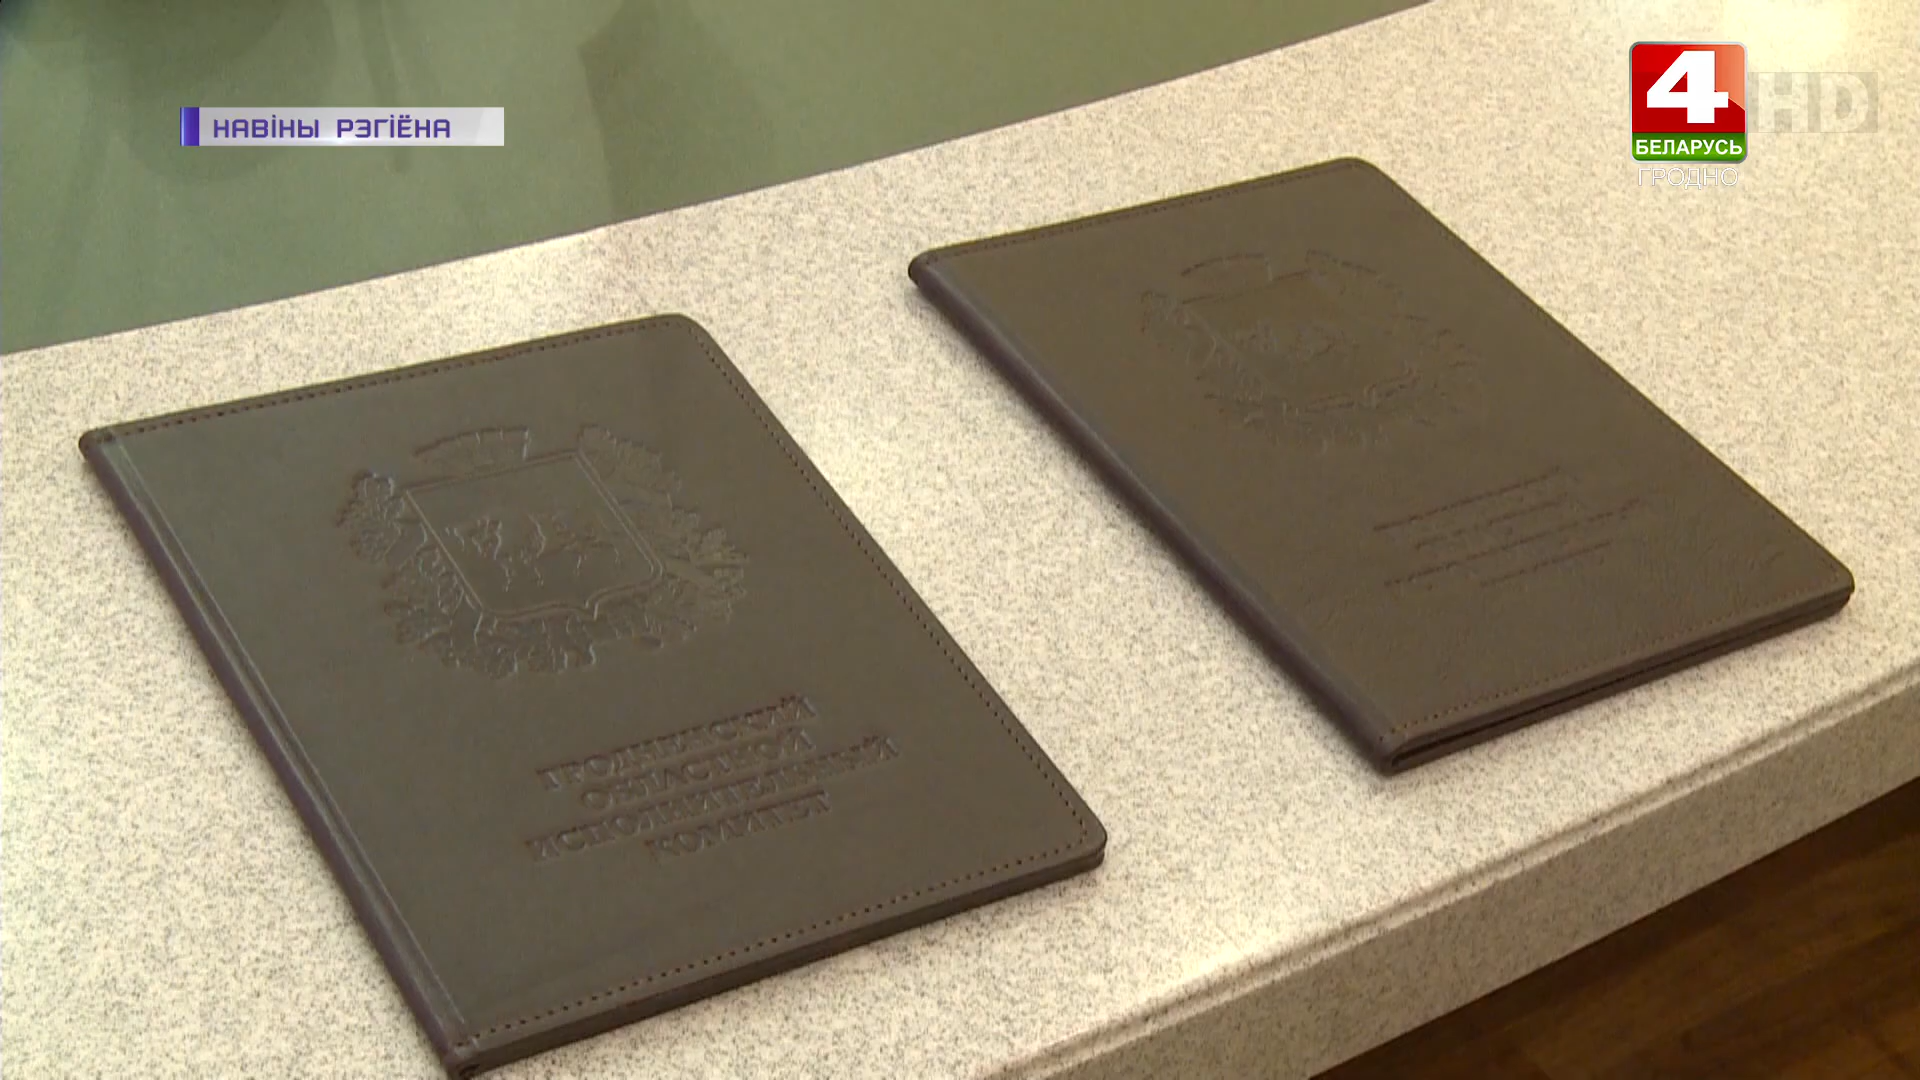 НАВІНЫ РЭГІЁНА
4 HD
БЕЛАРУСЬ
ГРОДНО
ГРОДНЕНСКИЙ
ОБЛАСТНОЙ
ИСПОЛНИТЕЛЬНЫЙ
КОМИТЕТ